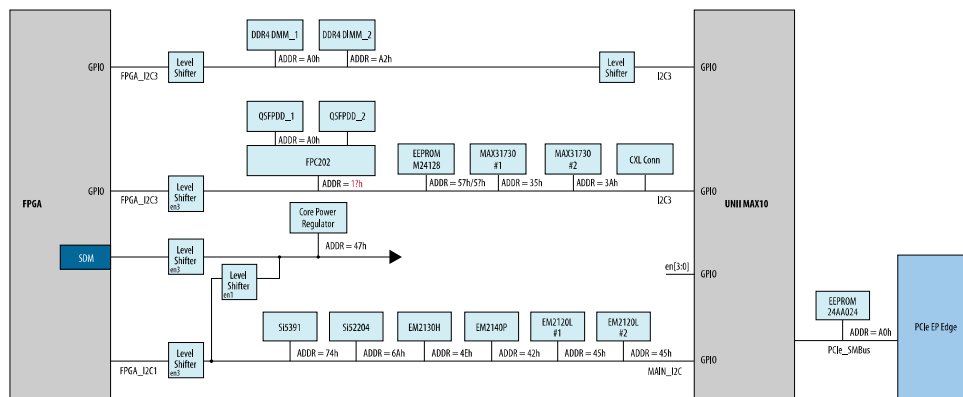 DDR4 DMM_1
DDR4 DIMM_2
Level
Shifter
ADDR = A0h
ADDR = A2h
Level
Shifter
GPIO
FPGA_I2C3
I2C3
GPIO
QSFPDD_1
QSFPDD_2
ADDR = A0h
FPC202
EEPROM
M24128
MAX31730
#1
MAX31730
#2
CXL Conn
ADDR = 1?h
ADDR = 57h/5?h
ADDR = 35h
ADDR = 3Ah
GPIO
FPGA_I2C3
Level
Shifter
en3
I2C3
GPIO
FPGA
UNII MAX10
Core Power
Regulator
ADDR = 47h
SDM
Level
Shifter
en3
Level
Shifter
en1
en[3:0]
GPIO
Si5391
Si52204
EM2130H
EM2140P
EM2120L
#1
EM2120L
#2
ADDR = 74h
ADDR = 6Ah
ADDR = 4Eh
ADDR = 42h
ADDR = 45h
ADDR = 45h
FPGA_I2C1
Level
Shifter
en3
MAIN_I2C
GPIO
EEPROM
24AA024
ADDR = A0h
PCIe_SMBus
PCIe EP Edge